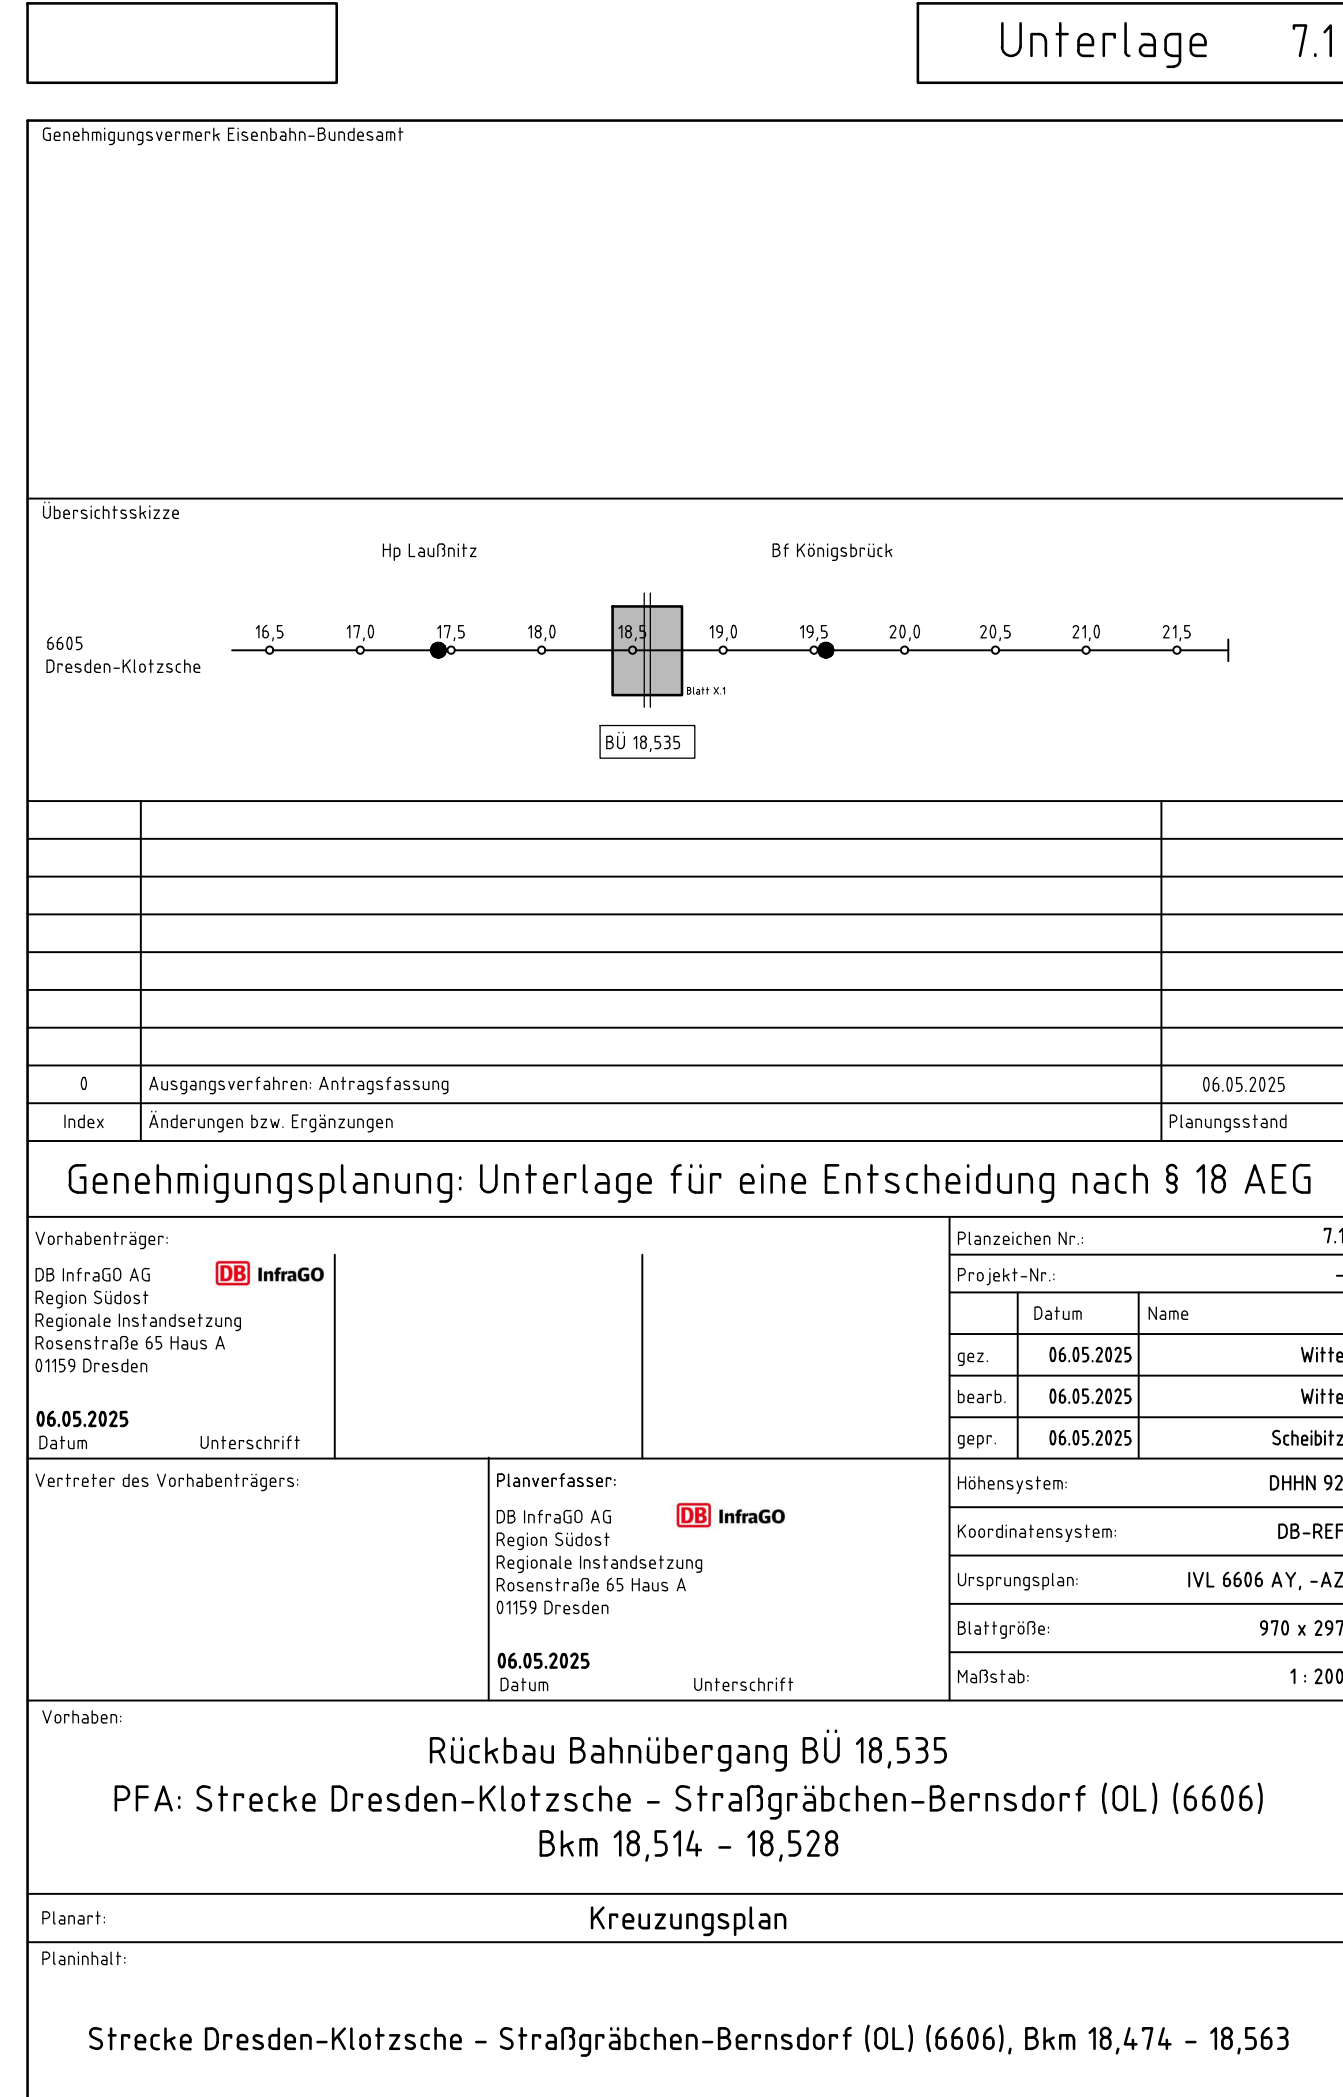 Unterlage 7.1
Genehmigungsvermerk Eisenbahn-Bundesamt
Übersichtsskizze
Hp Laußnitz Bf Königsbrück
6605
Dresden-Klotzsche
16,5 17,0 17,5 18,0 18,5 19,0 19,5 20,0 20,5 21,0 21,5
Blatt X.1
BÜ 18,535
0 Ausgangsverfahren: Antragsfassung 06.05.2025
Index Änderungen bzw. Ergänzungen Planungsstand
Genehmigungsplanung: Unterlage für eine Entscheidung nach § 18 AEG
Vorhabenträger:
DB InfraGO AG DB InfraGO
Region Südost
Regionale Instandsetzung
Rosenstraße 65 Haus A
01159 Dresden
06.05.2025
Datum Unterschrift
Planzeichen Nr.: 7.1
Projekt-Nr.: -
Datum Name
gez. 06.05.2025 Witte
bearb. 06.05.2025 Witte
gepr. 06.05.2025 Scheibitz
Vertreter des Vorhabenträgers:
Planverfasser:
DB InfraGO AG DB InfraGO
Region Südost
Regionale Instandsetzung
Rosenstraße 65 Haus A
01159 Dresden
06.05.2025
Datum Unterschrift
Höhensystem: DHHN 92
Koordinatensystem: DB-REF
Ursprungsplan: IVL 6606 AY, -AZ
Blattgröße: 970 x 297
Maßstab: 1 : 200
Vorhaben:
Rückbau Bahnübergang BÜ 18,535
PFA: Strecke Dresden-Klotzsche - Straßgräbchen-Bernsdorf (OL) (6606)
Bkm 18,514 - 18,528
Planart: Kreuzungsplan
Planinhalt:
Strecke Dresden-Klotzsche - Straßgräbchen-Bernsdorf (OL) (6606), Bkm 18,474 - 18,563